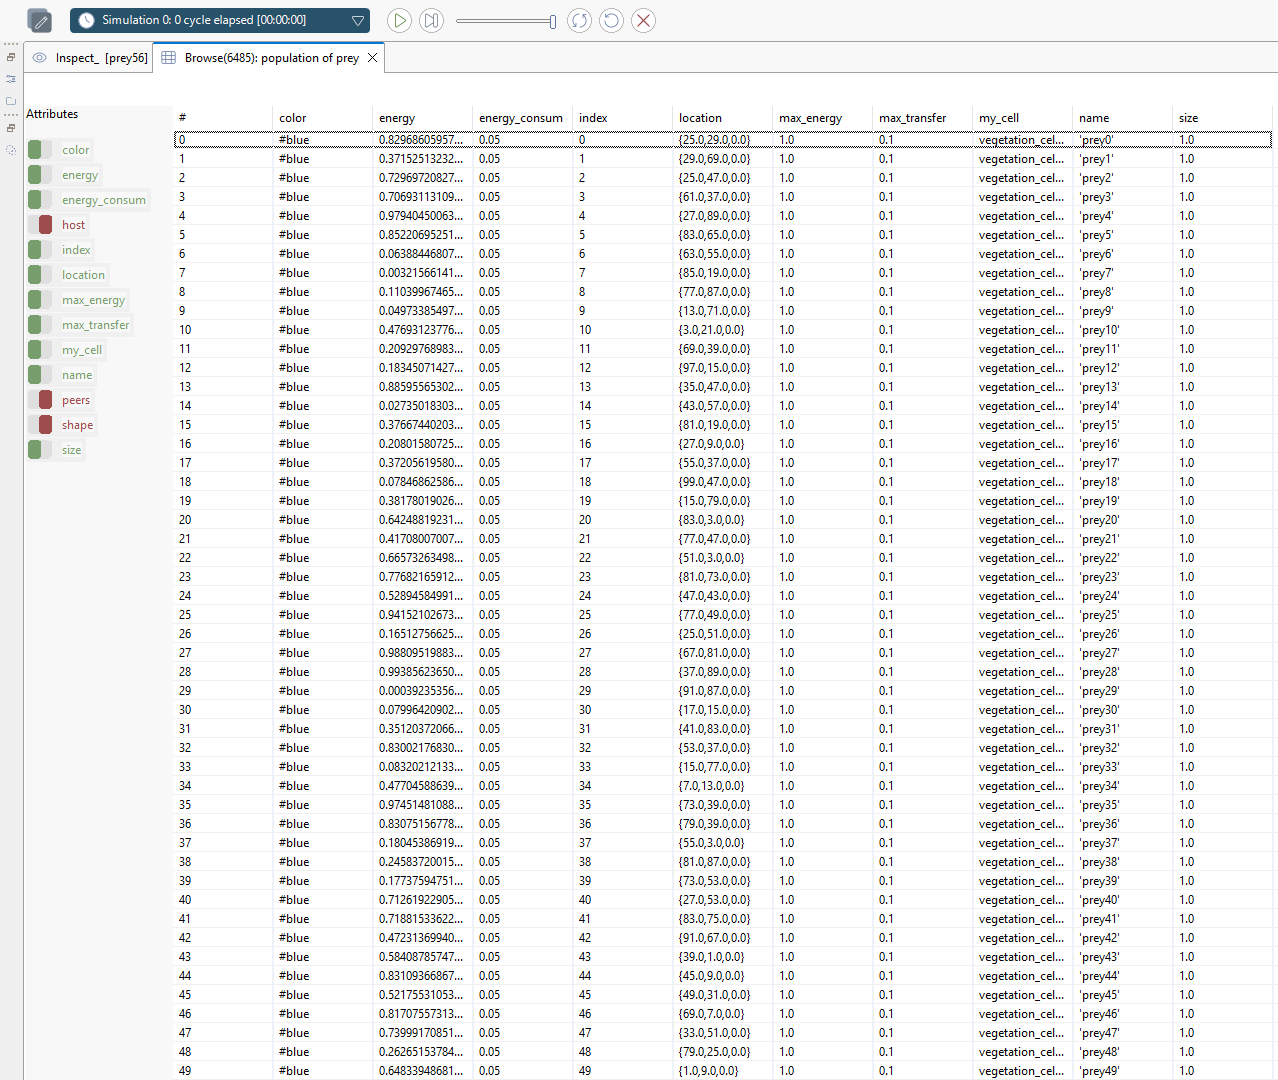 Simulation 0: 0 cycle elapsed [00:00:00]
Inspect_ [prey56] Browse(6485): population of prey
Attributes
color
energy
energy_consum
host
index
location
max_energy
max_transfer
my_cell
name
peers
shape
size
# color energy energy_consum index location max_energy max_transfer my_cell name size
0 #blue 0.82968605957... 0.05 0 {25.0,29.0,0.0} 1.0 0.1 vegetation_cel... 'prey0' 1.0
1 #blue 0.37152513232... 0.05 1 {29.0,69.0,0.0} 1.0 0.1 vegetation_cel... 'prey1' 1.0
2 #blue 0.72969720827... 0.05 2 {25.0,47.0,0.0} 1.0 0.1 vegetation_cel... 'prey2' 1.0
3 #blue 0.70693113109... 0.05 3 {61.0,37.0,0.0} 1.0 0.1 vegetation_cel... 'prey3' 1.0
4 #blue 0.97940450063... 0.05 4 {27.0,89.0,0.0} 1.0 0.1 vegetation_cel... 'prey4' 1.0
5 #blue 0.85220695251... 0.05 5 {83.0,65.0,0.0} 1.0 0.1 vegetation_cel... 'prey5' 1.0
6 #blue 0.06388446807... 0.05 6 {63.0,55.0,0.0} 1.0 0.1 vegetation_cel... 'prey6' 1.0
7 #blue 0.00321566141... 0.05 7 {85.0,19.0,0.0} 1.0 0.1 vegetation_cel... 'prey7' 1.0
8 #blue 0.11039967465... 0.05 8 {77.0,87.0,0.0} 1.0 0.1 vegetation_cel... 'prey8' 1.0
9 #blue 0.04973385497... 0.05 9 {13.0,71.0,0.0} 1.0 0.1 vegetation_cel... 'prey9' 1.0
10 #blue 0.47693123776... 0.05 10 {3.0,21.0,0.0} 1.0 0.1 vegetation_cel... 'prey10' 1.0
11 #blue 0.20929768983... 0.05 11 {69.0,39.0,0.0} 1.0 0.1 vegetation_cel... 'prey11' 1.0
12 #blue 0.18345071427... 0.05 12 {97.0,15.0,0.0} 1.0 0.1 vegetation_cel... 'prey12' 1.0
13 #blue 0.88595565302... 0.05 13 {35.0,47.0,0.0} 1.0 0.1 vegetation_cel... 'prey13' 1.0
14 #blue 0.02735018303... 0.05 14 {43.0,57.0,0.0} 1.0 0.1 vegetation_cel... 'prey14' 1.0
15 #blue 0.37667440203... 0.05 15 {81.0,19.0,0.0} 1.0 0.1 vegetation_cel... 'prey15' 1.0
16 #blue 0.20801580725... 0.05 16 {27.0,9.0,0.0} 1.0 0.1 vegetation_cel... 'prey16' 1.0
17 #blue 0.37205619580... 0.05 17 {55.0,37.0,0.0} 1.0 0.1 vegetation_cel... 'prey17' 1.0
18 #blue 0.07846862586... 0.05 18 {99.0,47.0,0.0} 1.0 0.1 vegetation_cel... 'prey18' 1.0
19 #blue 0.38178019026... 0.05 19 {15.0,79.0,0.0} 1.0 0.1 vegetation_cel... 'prey19' 1.0
20 #blue 0.64248819231... 0.05 20 {83.0,3.0,0.0} 1.0 0.1 vegetation_cel... 'prey20' 1.0
21 #blue 0.41708007007... 0.05 21 {77.0,47.0,0.0} 1.0 0.1 vegetation_cel... 'prey21' 1.0
22 #blue 0.66573263498... 0.05 22 {51.0,3.0,0.0} 1.0 0.1 vegetation_cel... 'prey22' 1.0
23 #blue 0.77682165912... 0.05 23 {81.0,73.0,0.0} 1.0 0.1 vegetation_cel... 'prey23' 1.0
24 #blue 0.52894584991... 0.05 24 {47.0,43.0,0.0} 1.0 0.1 vegetation_cel... 'prey24' 1.0
25 #blue 0.94152102673... 0.05 25 {77.0,49.0,0.0} 1.0 0.1 vegetation_cel... 'prey25' 1.0
26 #blue 0.16512756625... 0.05 26 {25.0,51.0,0.0} 1.0 0.1 vegetation_cel... 'prey26' 1.0
27 #blue 0.98809519883... 0.05 27 {67.0,81.0,0.0} 1.0 0.1 vegetation_cel... 'prey27' 1.0
28 #blue 0.99385623650... 0.05 28 {37.0,89.0,0.0} 1.0 0.1 vegetation_cel... 'prey28' 1.0
29 #blue 0.00039235356... 0.05 29 {91.0,87.0,0.0} 1.0 0.1 vegetation_cel... 'prey29' 1.0
30 #blue 0.07996420902... 0.05 30 {17.0,15.0,0.0} 1.0 0.1 vegetation_cel... 'prey30' 1.0
31 #blue 0.35120372066... 0.05 31 {41.0,83.0,0.0} 1.0 0.1 vegetation_cel... 'prey31' 1.0
32 #blue 0.83002176830... 0.05 32 {53.0,37.0,0.0} 1.0 0.1 vegetation_cel... 'prey32' 1.0
33 #blue 0.08320212133... 0.05 33 {15.0,77.0,0.0} 1.0 0.1 vegetation_cel... 'prey33' 1.0
34 #blue 0.47704588639... 0.05 34 {7.0,13.0,0.0} 1.0 0.1 vegetation_cel... 'prey34' 1.0
35 #blue 0.97451481088... 0.05 35 {73.0,39.0,0.0} 1.0 0.1 vegetation_cel... 'prey35' 1.0
36 #blue 0.83075156778... 0.05 36 {79.0,39.0,0.0} 1.0 0.1 vegetation_cel... 'prey36' 1.0
37 #blue 0.18045386919... 0.05 37 {55.0,3.0,0.0} 1.0 0.1 vegetation_cel... 'prey37' 1.0
38 #blue 0.24583720015... 0.05 38 {81.0,87.0,0.0} 1.0 0.1 vegetation_cel... 'prey38' 1.0
39 #blue 0.17737594751... 0.05 39 {73.0,53.0,0.0} 1.0 0.1 vegetation_cel... 'prey39' 1.0
40 #blue 0.71261922905... 0.05 40 {27.0,53.0,0.0} 1.0 0.1 vegetation_cel... 'prey40' 1.0
41 #blue 0.71881533622... 0.05 41 {83.0,75.0,0.0} 1.0 0.1 vegetation_cel... 'prey41' 1.0
42 #blue 0.47231369940... 0.05 42 {91.0,67.0,0.0} 1.0 0.1 vegetation_cel... 'prey42' 1.0
43 #blue 0.58408785747... 0.05 43 {39.0,1.0,0.0} 1.0 0.1 vegetation_cel... 'prey43' 1.0
44 #blue 0.83109366867... 0.05 44 {45.0,9.0,0.0} 1.0 0.1 vegetation_cel... 'prey44' 1.0
45 #blue 0.52175531053... 0.05 45 {49.0,31.0,0.0} 1.0 0.1 vegetation_cel... 'prey45' 1.0
46 #blue 0.81707557313... 0.05 46 {69.0,7.0,0.0} 1.0 0.1 vegetation_cel... 'prey46' 1.0
47 #blue 0.73999170851... 0.05 47 {33.0,51.0,0.0} 1.0 0.1 vegetation_cel... 'prey47' 1.0
48 #blue 0.26265153784... 0.05 48 {79.0,25.0,0.0} 1.0 0.1 vegetation_cel... 'prey48' 1.0
49 #blue 0.64833948681... 0.05 49 {1.0,9.0,0.0} 1.0 0.1 vegetation_cel... 'prey49' 1.0